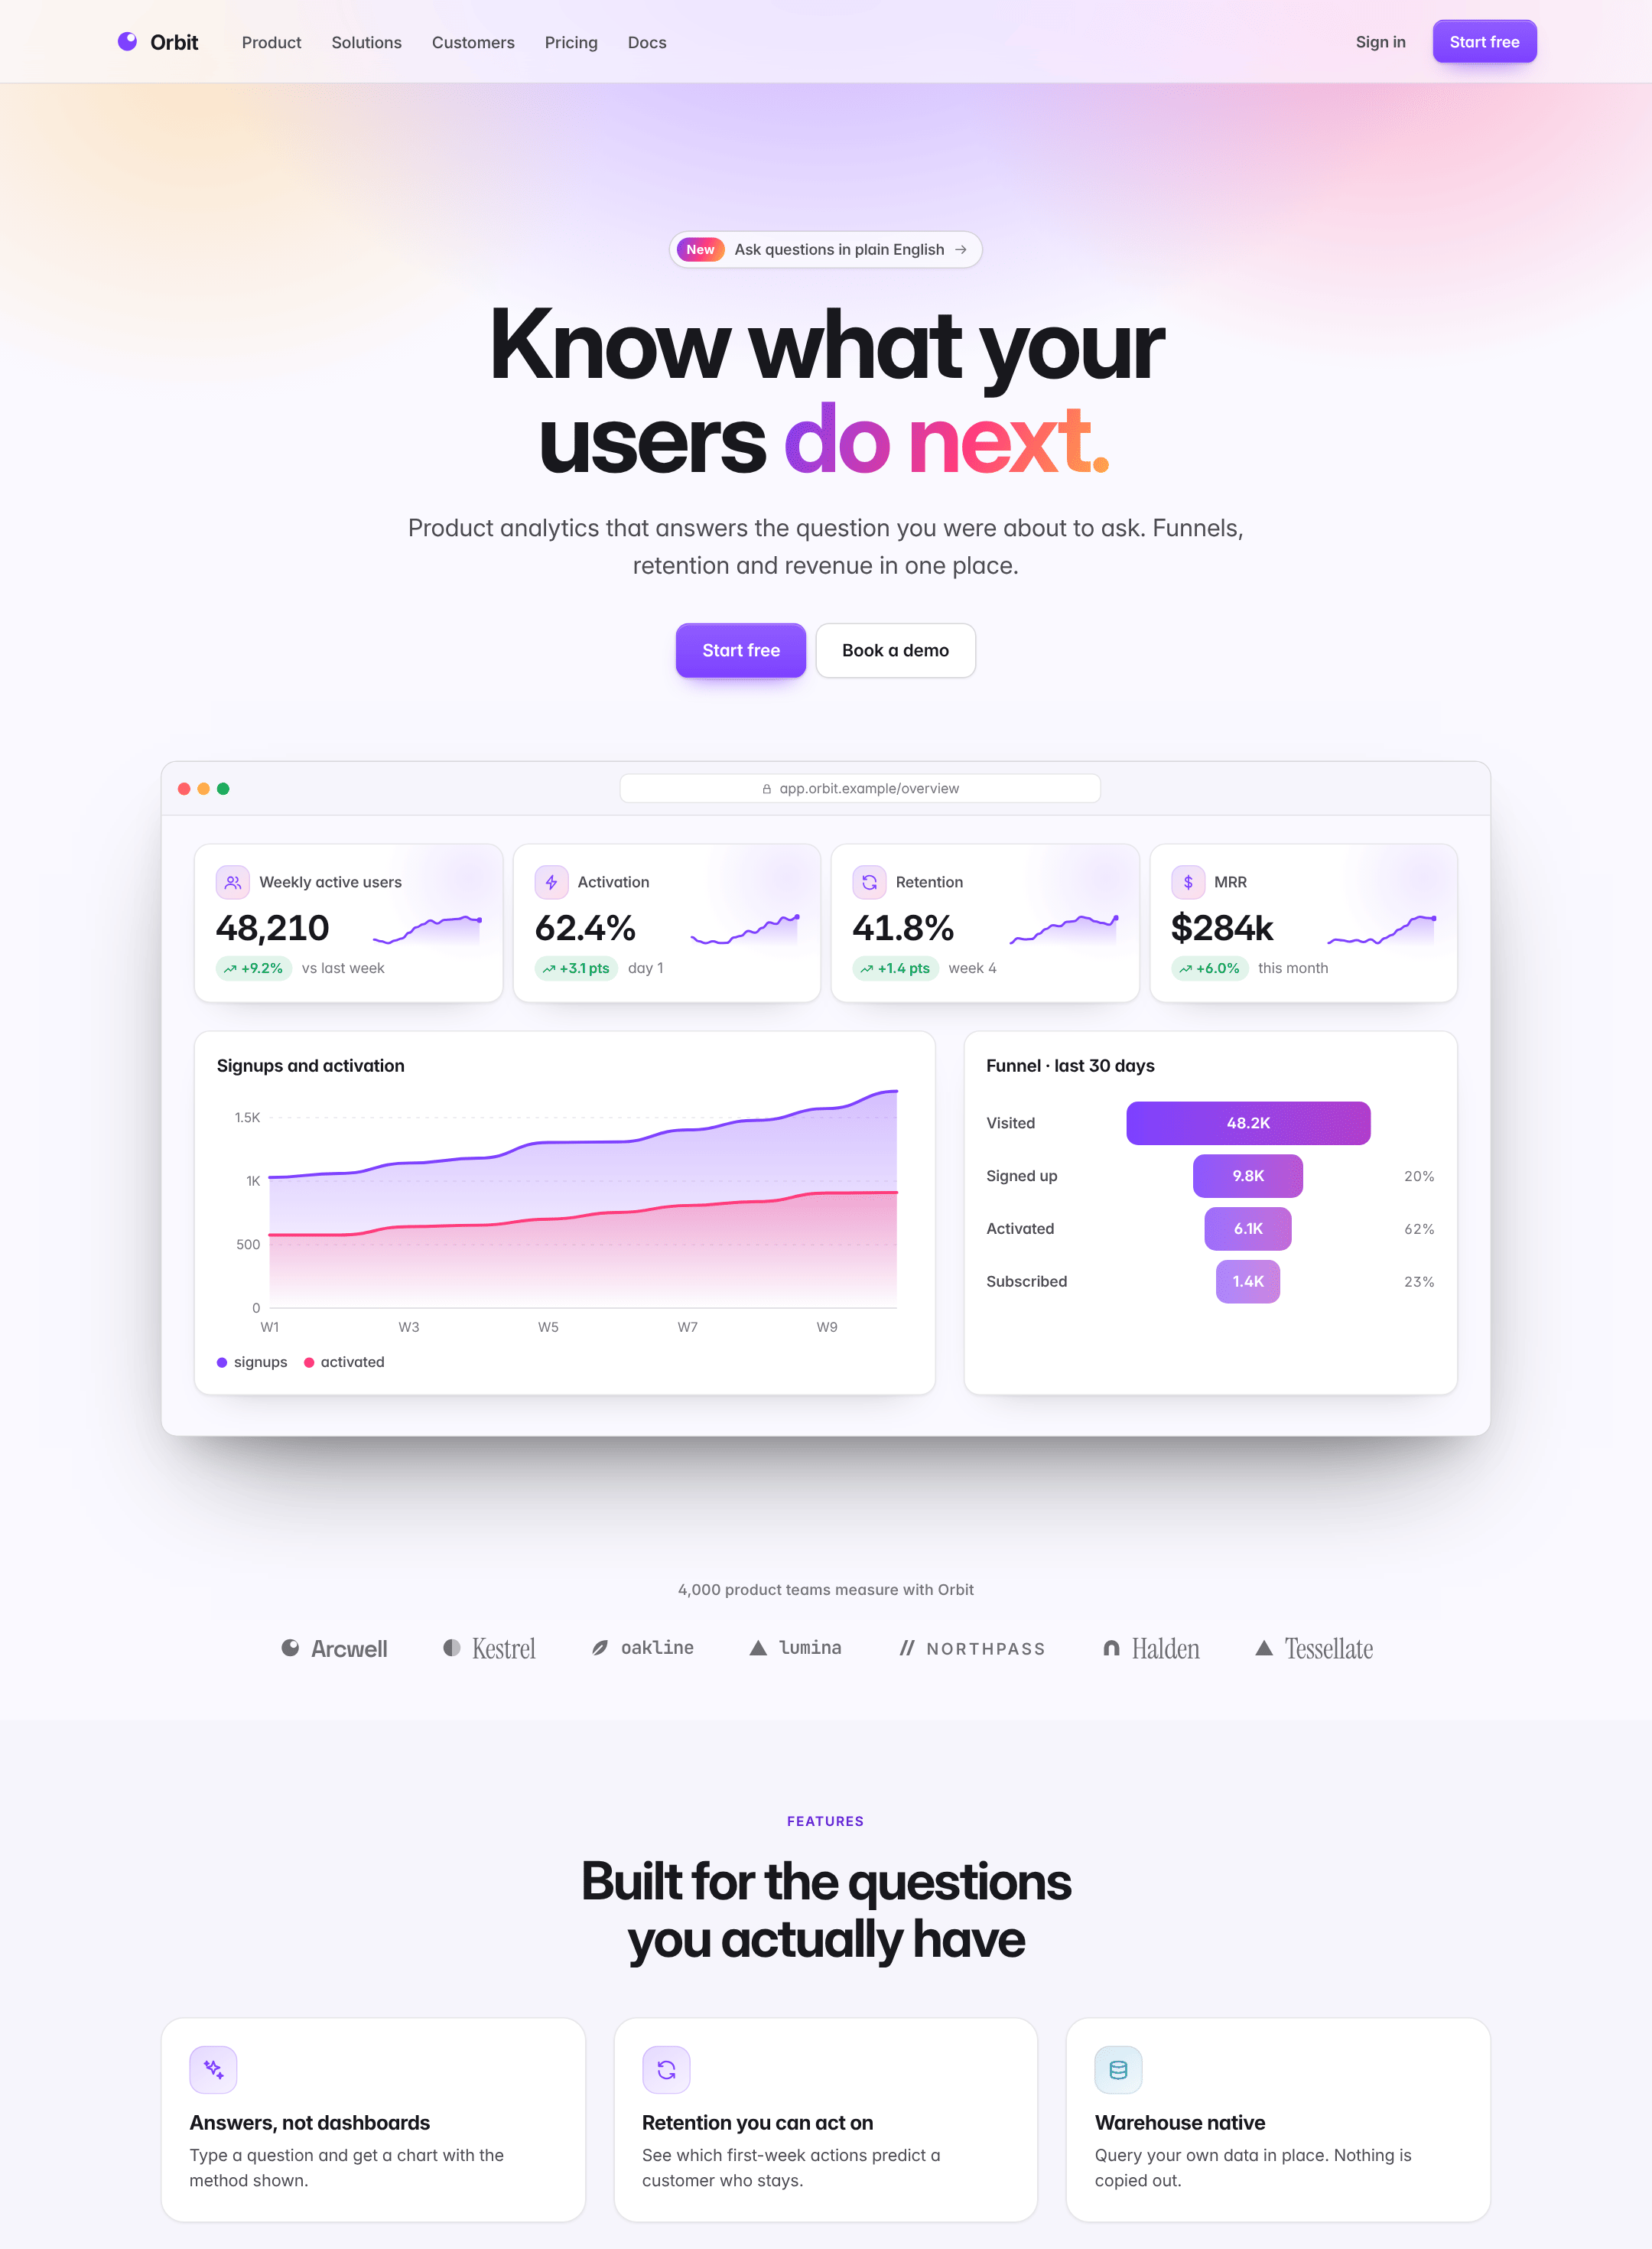 Orbit
Product
Solutions
Customers
Pricing
Docs
Sign in
Start free
New Ask questions in plain English →
Know what your
users do next.
Product analytics that answers the question you were about to ask. Funnels,
retention and revenue in one place.
Start free
Book a demo
app.orbit.example/overview
Weekly active users
48,210
+9.2% vs last week
Activation
62.4%
+3.1 pts day 1
Retention
41.8%
+1.4 pts week 4
MRR
$284k
+6.0% this month
Signups and activation
1.5K
1K
500
0
W1 W3 W5 W7 W9
signups activated
Funnel · last 30 days
Visited 48.2K
Signed up 9.8K 20%
Activated 6.1K 62%
Subscribed 1.4K 23%
4,000 product teams measure with Orbit
Arcwell
Kestrel
oakline
lumina
NORTHPASS
Halden
Tessellate
FEATURES
Built for the questions
you actually have
Answers, not dashboards
Type a question and get a chart with the
method shown.
Retention you can act on
See which first-week actions predict a
customer who stays.
Warehouse native
Query your own data in place. Nothing is
copied out.